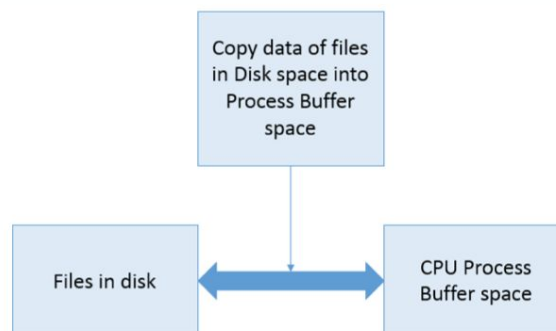 Copy data of files
in Disk space into
Process Buffer
space
Files in disk
CPU Process
Buffer space